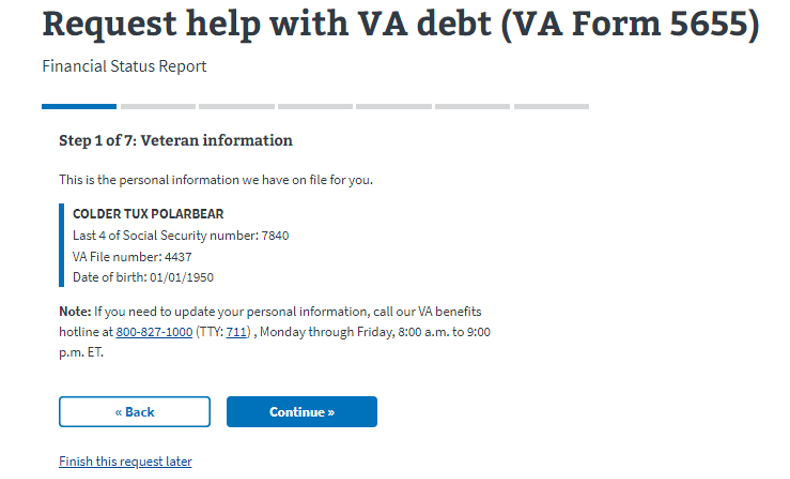 Request help with VA debt (VA Form 5655)
Financial Status Report
Step 1 of 7: Veteran information
This is the personal information we have on file for you.
COLDER TUX POLARBEAR
Last 4 of Social Security number: 7840
VA File number: 4437
Date of birth: 01/01/1950
Note: If you need to update your personal information, call our VA benefits
hotline at 800-827-1000 (TTY: 711) , Monday through Friday, 8:00 a.m. to 9:00
p.m. ET.
« Back
Continue »
Finish this request later